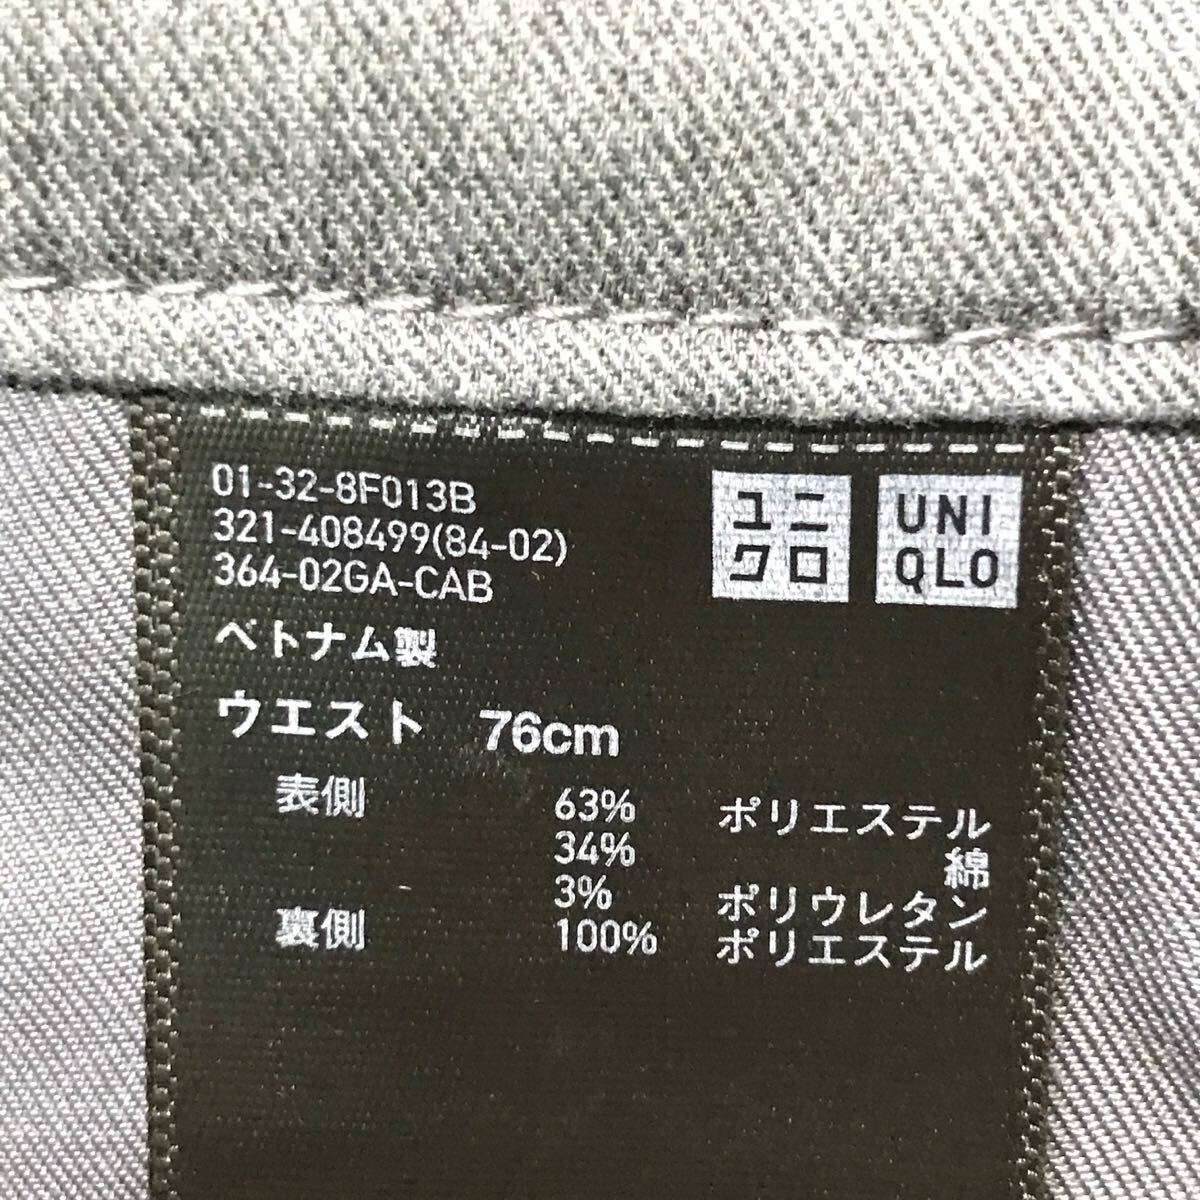 01-32-8F013B
321-408499(84-02)
364-02GA-CAB
ユニ
クロ
UNI
QLO
ベトナム製
ウエスト 76cm
表側 63% ポリエステル
34% 綿
3% ポリウレタン
裏側 100% ポリエステル